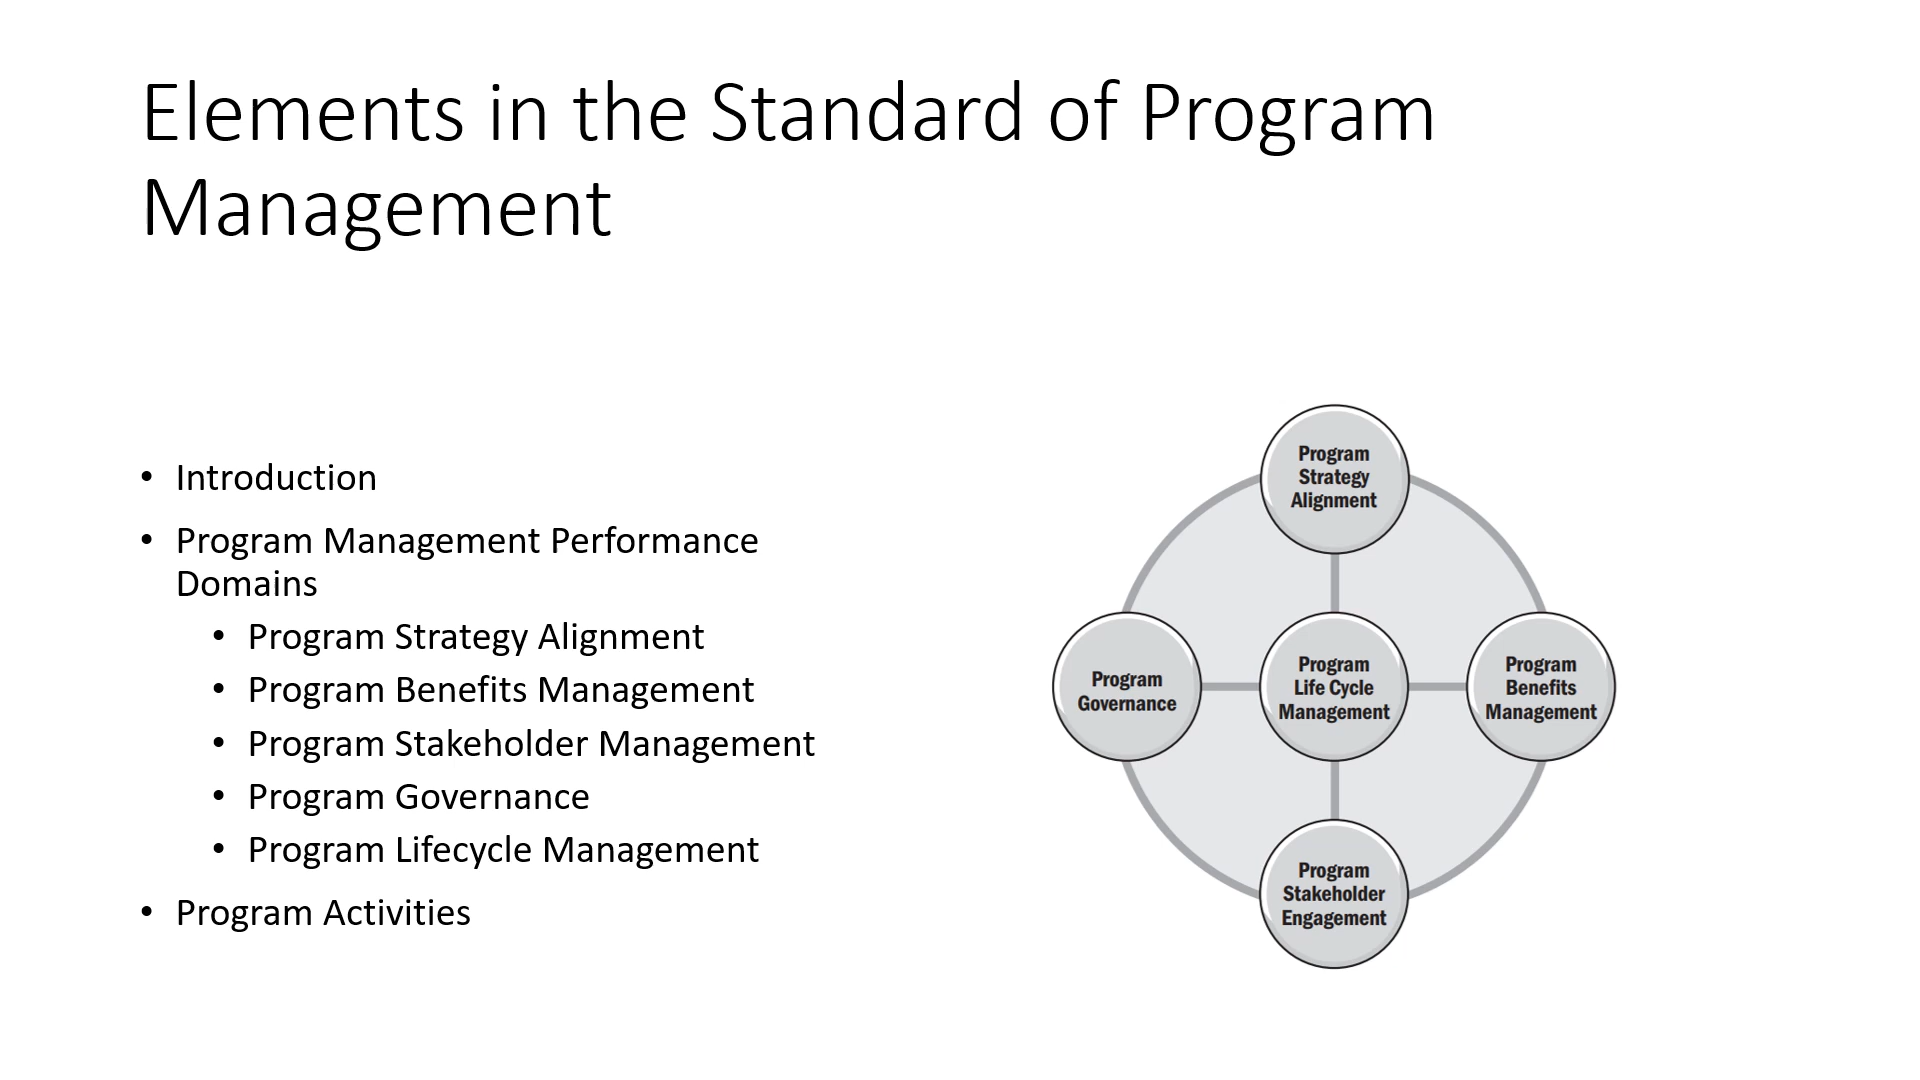 Elements in the Standard of Program
Management
• Introduction
• Program Management Performance
Domains
• Program Strategy Alignment
• Program Benefits Management
• Program Stakeholder Management
• Program Governance
• Program Lifecycle Management
• Program Activities
Program
Strategy
Alignment
Program
Governance
Program
Life Cycle
Management
Program
Benefits
Management
Program
Stakeholder
Engagement